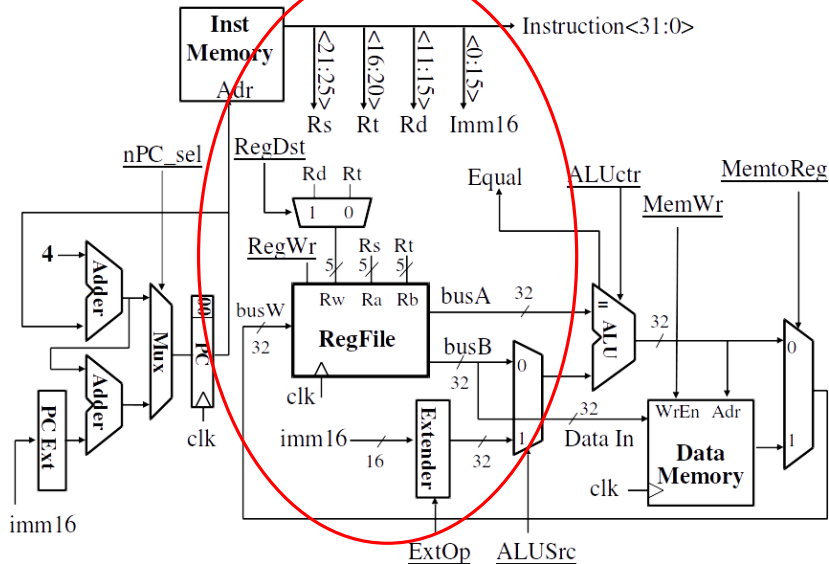 Inst
Memory
Adr
Instruction<31:0>
<21:25>
<16:20>
<11:15>
<0:15>
Rs
Rt
Rd
Imm16
nPC_sel
RegDst
Rd
Rt
1
0
Equal
ALUctr
MemWr
MemtoReg
4
Adder
RegWr
Rs
Rt
5
5
5
00
Mux
PC
busW
32
Rw
Ra
Rb
RegFile
clk
busA
32
busB
32
=
ALU
32
0
0
Adder
PC Ext
clk
imm16
16
Extender
32
1
32
Data In
WrEn
Adr
Data
Memory
clk
1
imm16
ExtOp
ALUSrc